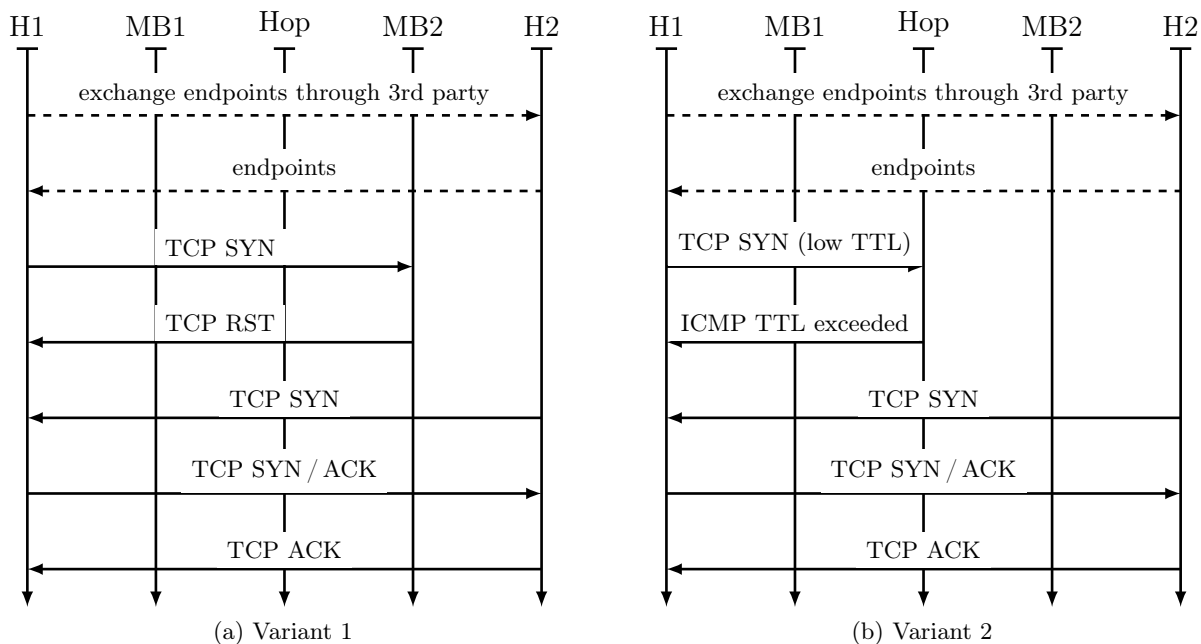 H1 MB1 Hop MB2 H2
exchange endpoints through 3rd party
endpoints
TCP SYN
TCP RST
TCP SYN
TCP SYN / ACK
TCP ACK
(a) Variant 1
H1 MB1 Hop MB2 H2
exchange endpoints through 3rd party
endpoints
TCP SYN (low TTL)
ICMP TTL exceeded
TCP SYN
TCP SYN / ACK
TCP ACK
(b) Variant 2